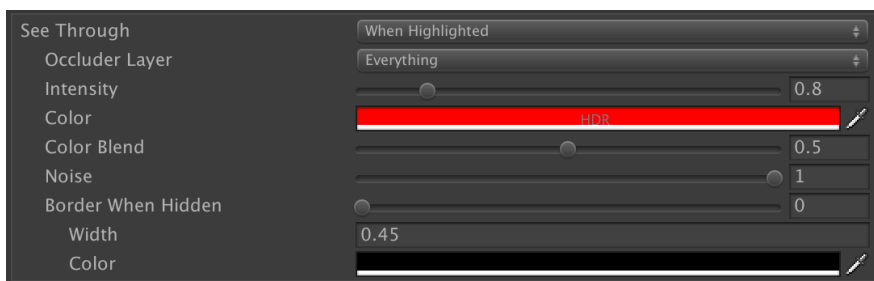 See Through When Highlighted
Occluder Layer Everything
Intensity 0.8
Color HDR
Color Blend 0.5
Noise 1
Border When Hidden 0
Width 0.45
Color